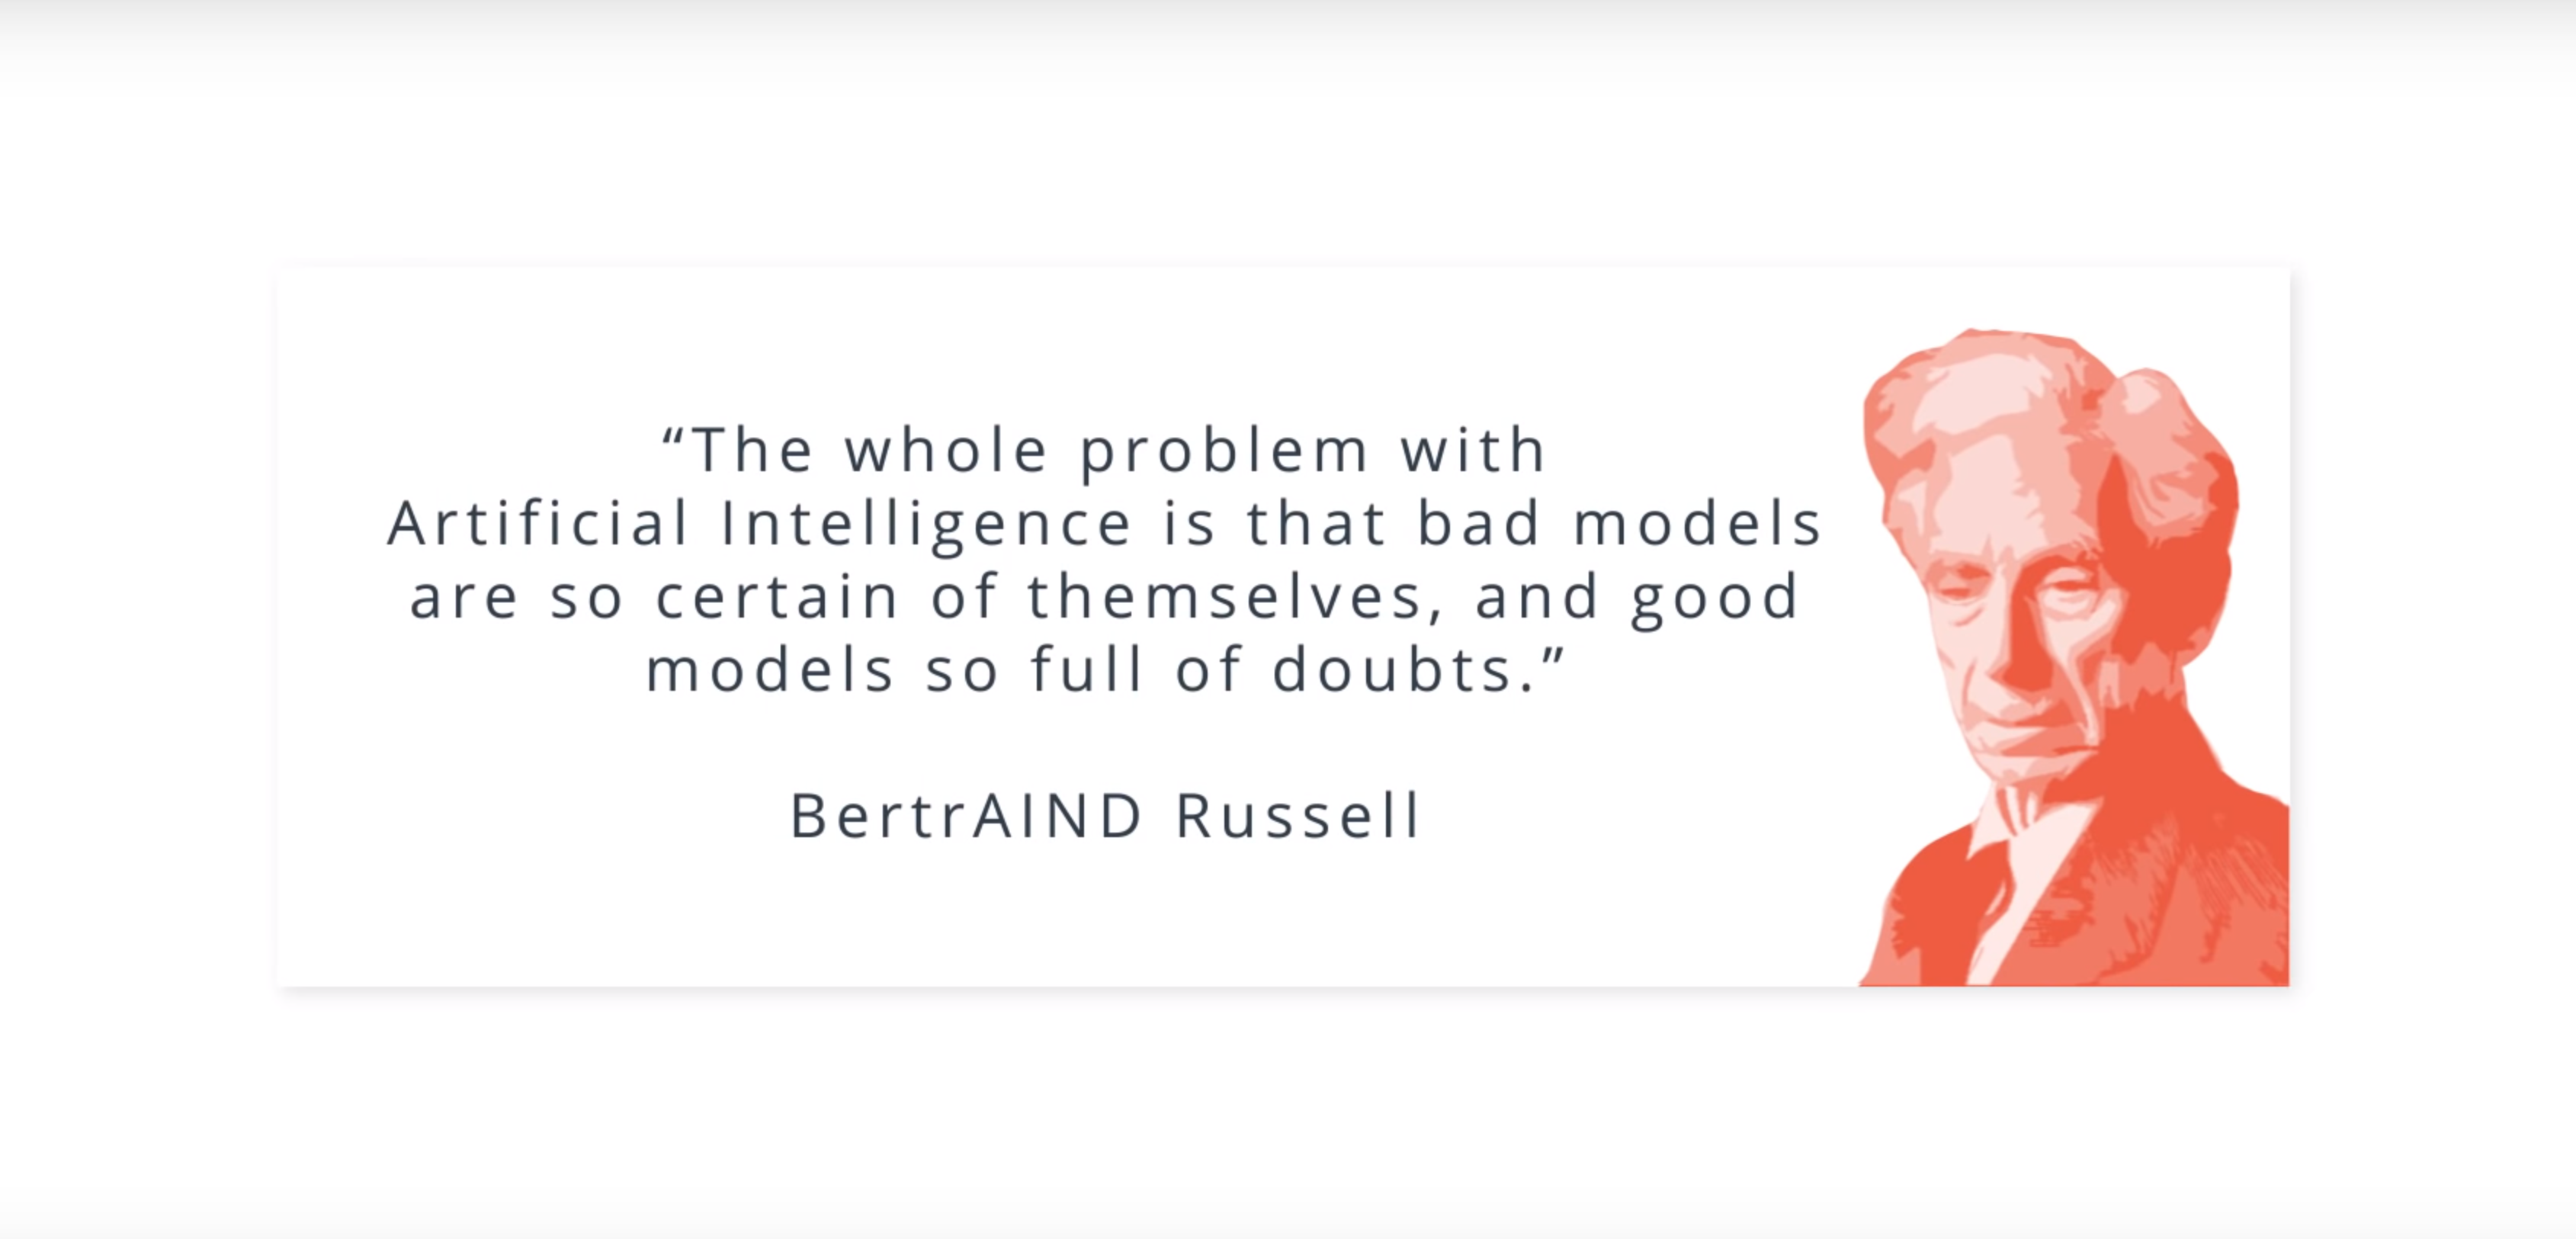 “The whole problem with
Artificial Intelligence is that bad models
are so certain of themselves, and good
models so full of doubts.”
BertrAIND Russell